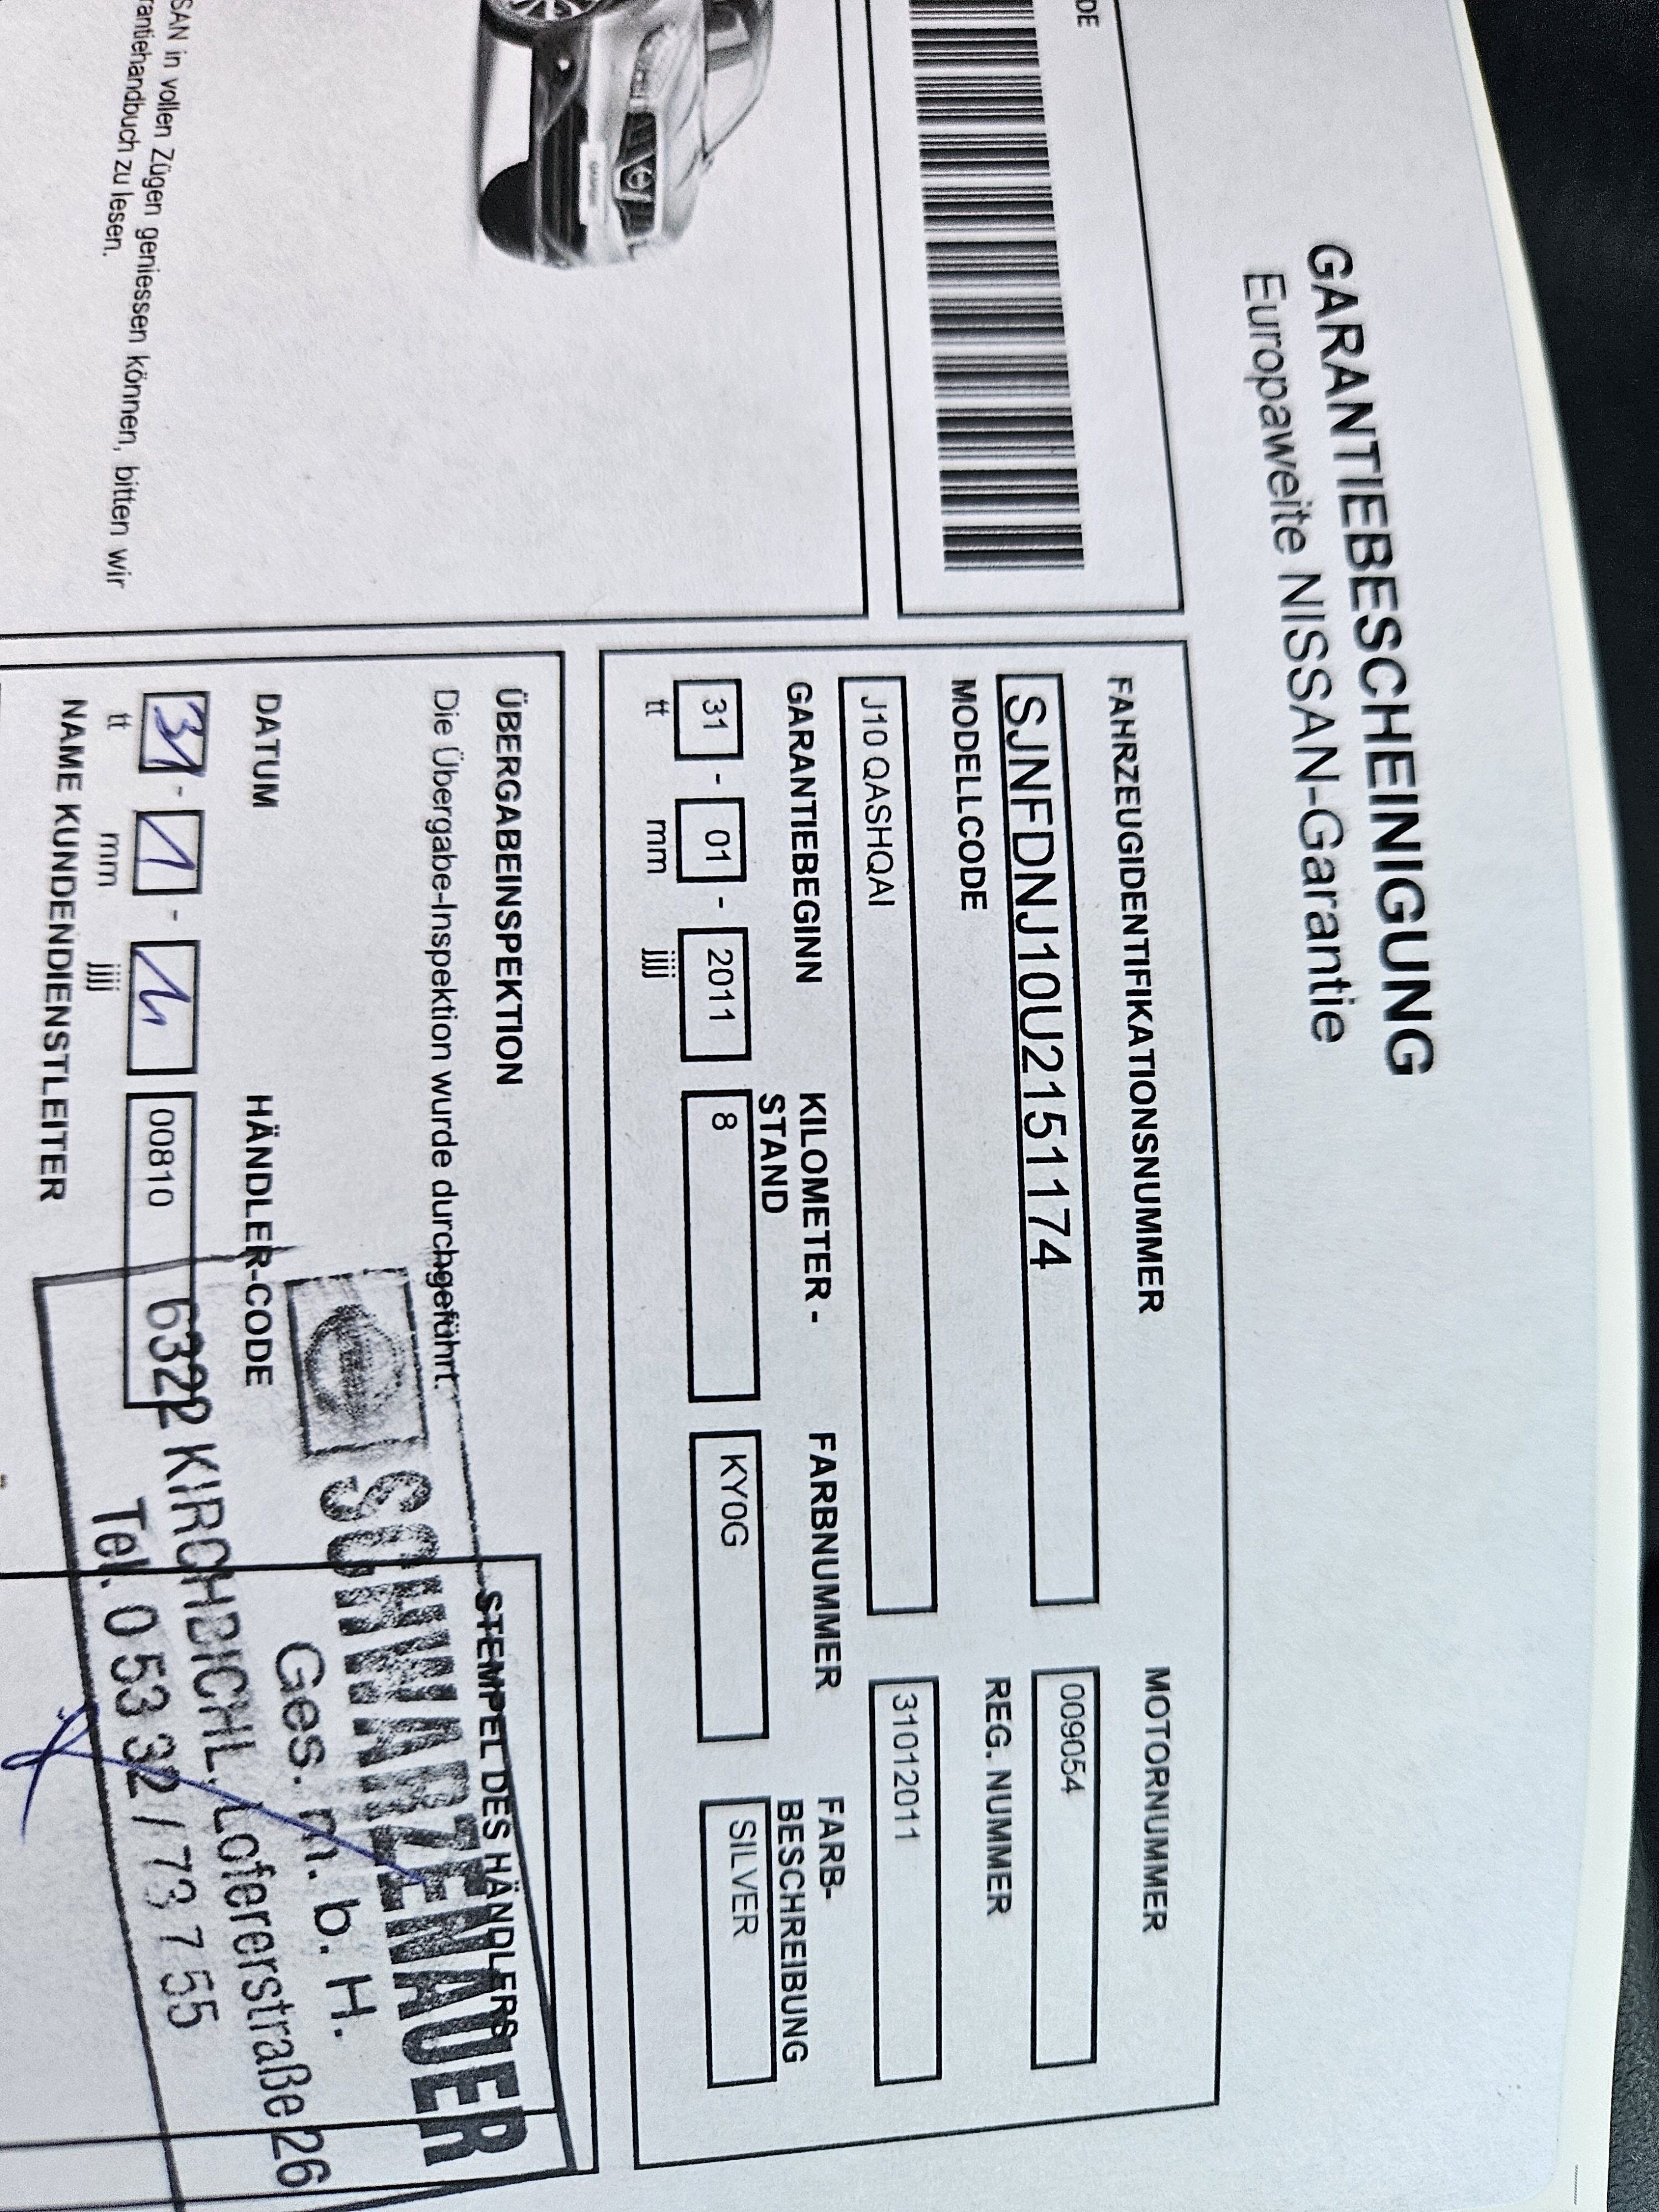 GARANTIEBESCHEINIGUNG
Europaweite NISSAN-Garantie
DE
FAHRZEUGIDENTIFIKATIONSNUMMER
MOTORNUMMER
SJNFDNJ10U2151174
009054
MODELLCODE
REG. NUMMER
J10 QASHQAI
31012011
GARANTIEBEGINN
KILOMETER - STAND
FARBNUMMER
FARB- BESCHREIBUNG
31 - 01 - 2011
8
KY0G
SILVER
tt mm jjjj
ÜBERGABEINSPEKTION
STEMPEL DES HÄNDLERS
Die Übergabe-Inspektion wurde durchgeführt.
SCHWARZENAUER
Ges. m. b. H.
6322 KIRCHBICHL, Lofererstraße 26
Tel. 0 53 32 / 73 7 55
DATUM
HÄNDLER-CODE
31 - 1 - 11
00810
tt mm jjjj
NAME KUNDENDIENSTLEITER
SAN in vollen Zügen geniessen können, bitten wir
rantiehandbuch zu lesen.